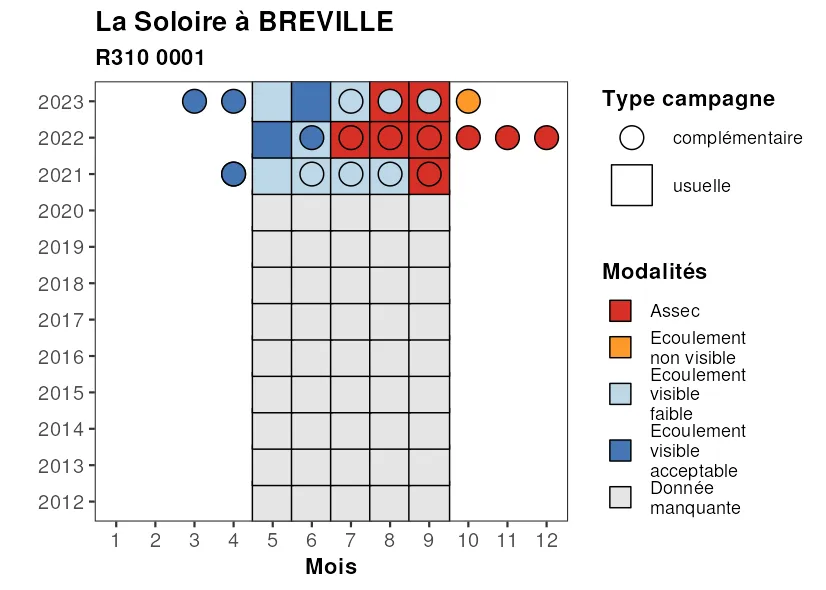 La Soloire à BREVILLE
R310 0001
2023
2022
2021
2020
2019
2018
2017
2016
2015
2014
2013
2012
1 2 3 4 5 6 7 8 9 10 11 12
Mois
Type campagne
complémentaire
usuelle
Modalités
Assec
Ecoulement
non visible
Ecoulement
visible
faible
Ecoulement
visible
acceptable
Donnée
manquante